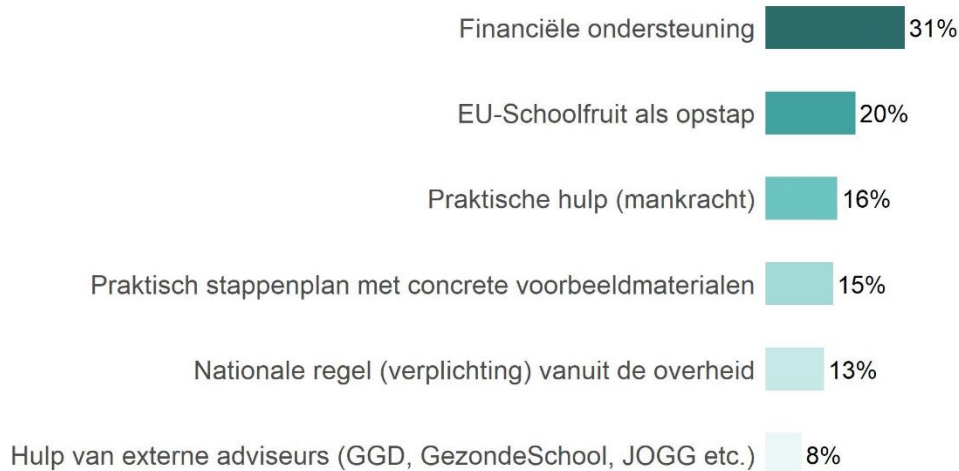 Financiële ondersteuning 31%
EU-Schoolfruit als opstap 20%
Praktische hulp (mankracht) 16%
Praktisch stappenplan met concrete voorbeeldmaterialen 15%
Nationale regel (verplichting) vanuit de overheid 13%
Hulp van externe adviseurs (GGD, GezondeSchool, JOGG etc.) 8%